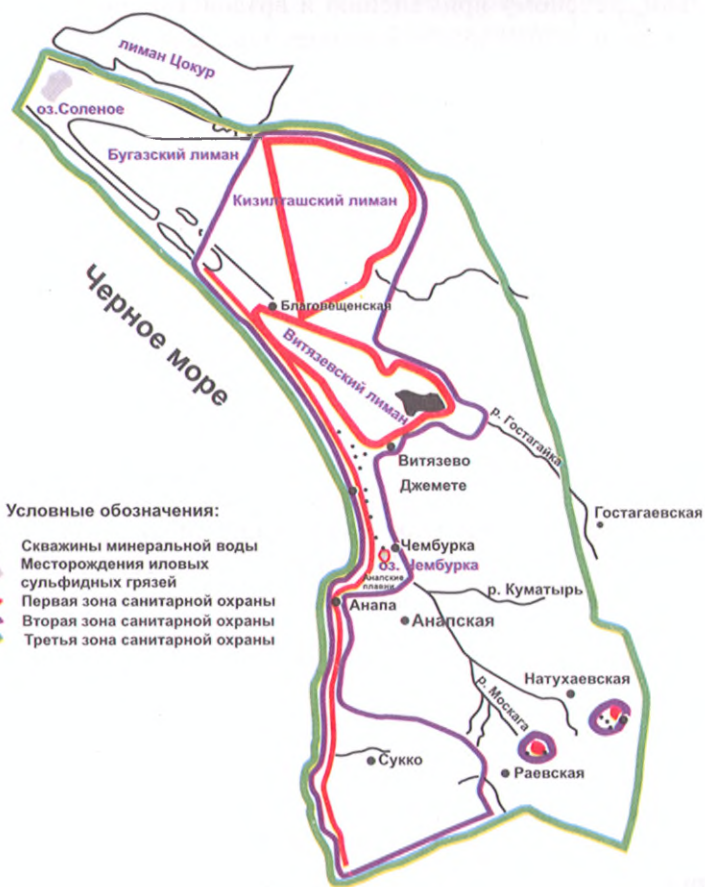 лиман Цокур
оз.Соленое
Бугазский лиман
Кизилташский лиман
Черное море
Благовещенская
Витязевский лиман
р. Гостагайка
Витязево
Джемете
Гостагаевская
Условные обозначения:
Скважины минеральной воды
Месторождения иловых
сульфидных грязей
Первая зона санитарной охраны
Вторая зона санитарной охраны
Третья зона санитарной охраны
Чембурка
оз. Чембурка
Анапские
плавни
Анапа
р. Куматырь
Анапская
Натухаевская
р. Москага
Сукко
Раевская